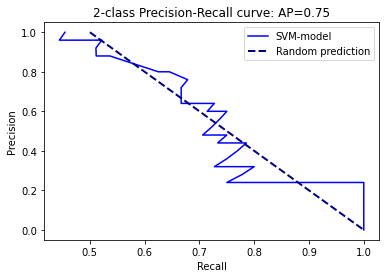 2-class Precision-Recall curve: AP=0.75
SVM-model
Random prediction
Precision
1.0
0.8
0.6
0.4
0.2
0.0
0.5 0.6 0.7 0.8 0.9 1.0
Recall